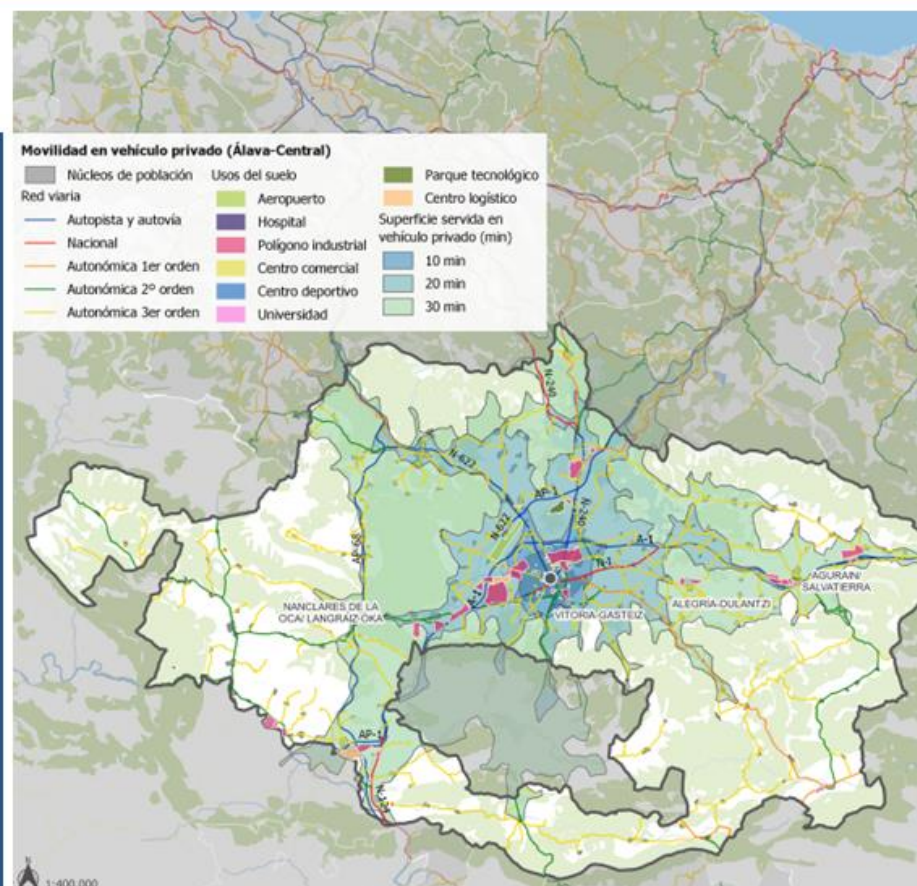 Movilidad en vehículo privado (Álava-Central)
Núcleos de población
Red viaria
Autopista y autovía
Nacional
Autonómica 1er orden
Autonómica 2º orden
Autonómica 3er orden
Usos del suelo
Aeropuerto
Hospital
Polígono industrial
Centro comercial
Centro deportivo
Universidad
Parque tecnológico
Centro logístico
Superficie servida en
vehículo privado (min)
10 min
20 min
30 min
N-240
N-622
AP-1
N-622
N-240
AP-68
A-1
N-1
A-1
AGURAIN/
SALVATIERRA
NANCLARES DE LA
OCA/ LANGRAIZ-OKA
VITORIA-GASTEIZ
ALEGRÍA-DULANTZI
AP-1
N-124
N
1:400.000